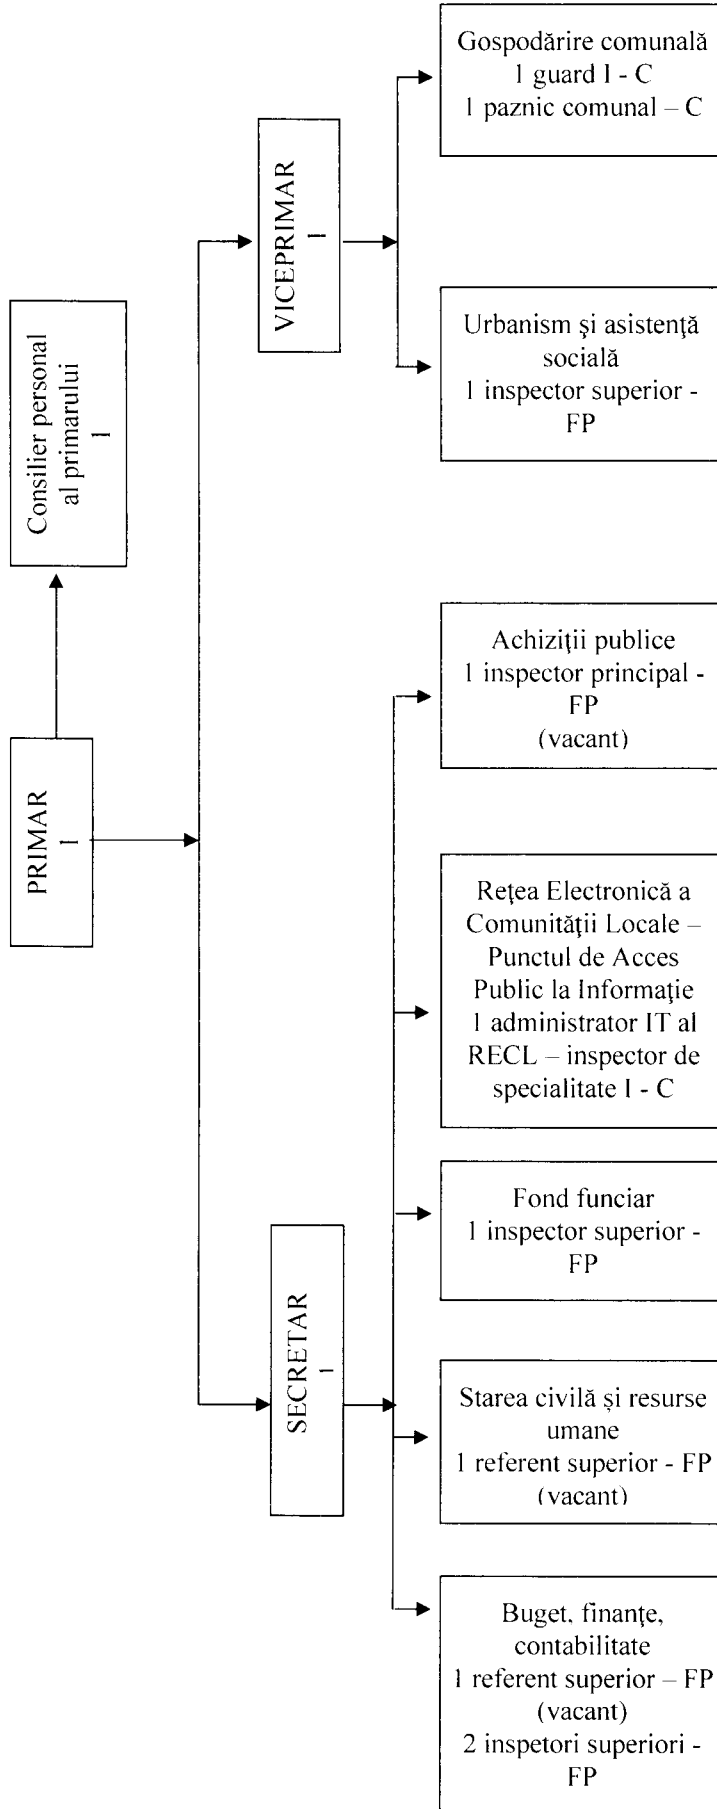 Gospodărire comunală
1 guard I - C
1 paznic comunal – C
VICEPRIMAR
1
Consilier personal
al primarului
1
Urbanism şi asistenţă
socială
1 inspector superior -
FP
Achiziţii publice
1 inspector principal -
FP
(vacant)
PRIMAR
1
Reţea Electronică a
Comunităţii Locale –
Punctul de Acces
Public la Informaţie
1 administrator IT al
RECL – inspector de
specialitate I - C
Fond funciar
1 inspector superior -
FP
SECRETAR
1
Starea civilă și resurse
umane
1 referent superior - FP
(vacant)
Buget, finanţe,
contabilitate
1 referent superior – FP
(vacant)
2 inspetori superiori -
FP